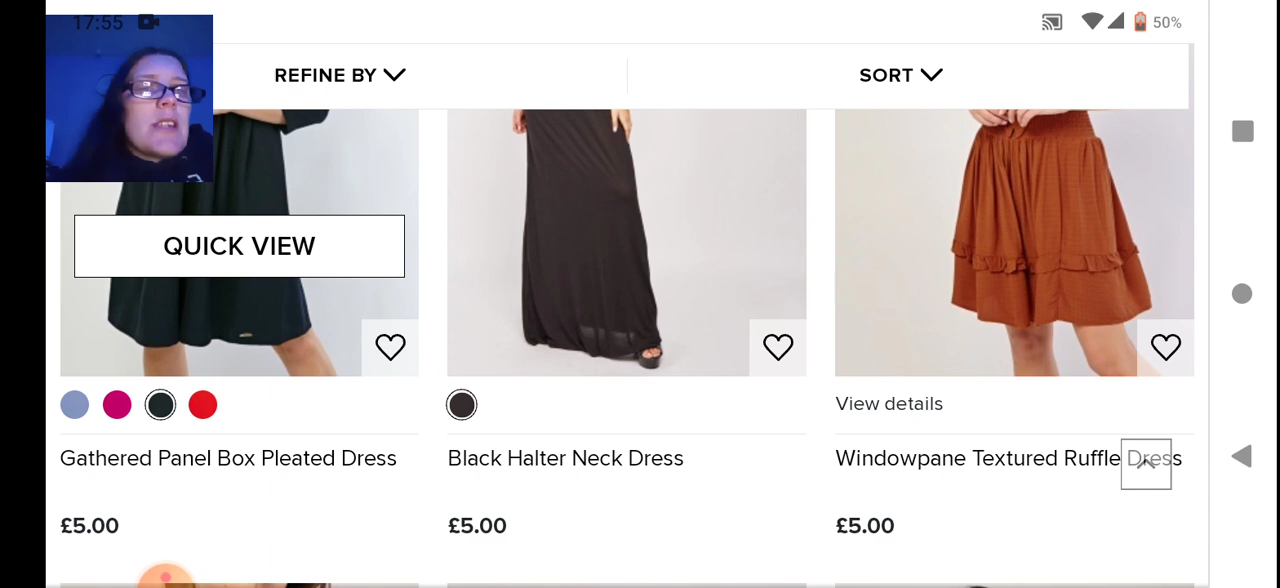 17:55
50%
REFINE BY
SORT
QUICK VIEW
View details
Gathered Panel Box Pleated Dress
Black Halter Neck Dress
Windowpane Textured Ruffle Dress
£5.00
£5.00
£5.00